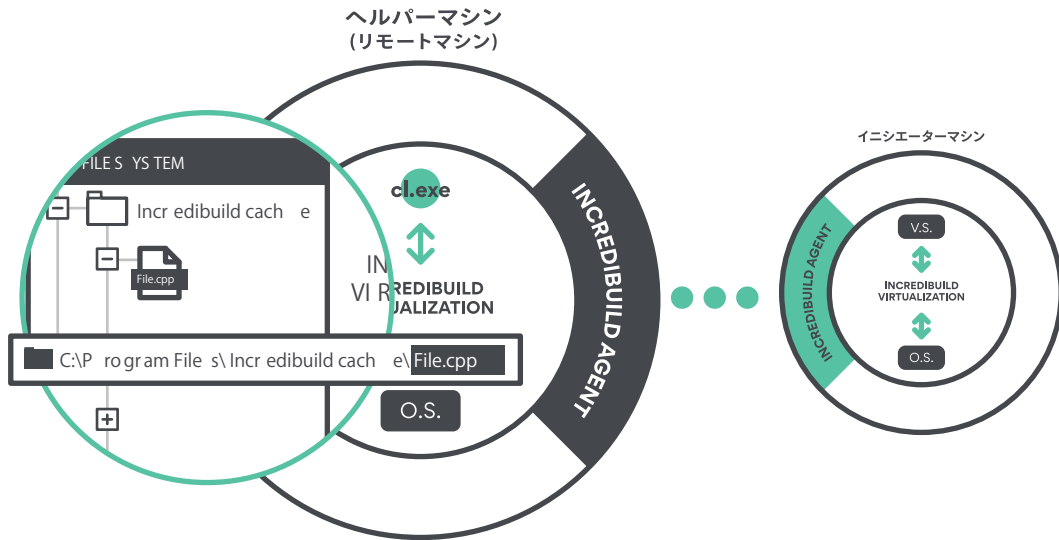 ヘルパーマシン
(リモートマシン)
イニシエーターマシン
FILE S YS TEM
Incr edibuild cach e
File.cpp
cl.exe
IN
VI R
REDIBUILD
UALIZATION
C:\P rogram File s\ Incr edibuild cach e\ File.cpp
O.S.
INCREDIBUILD AGENT
INCREDIBUILD AGENT
V.S.
INCREDIBUILD
VIRTUALIZATION
O.S.